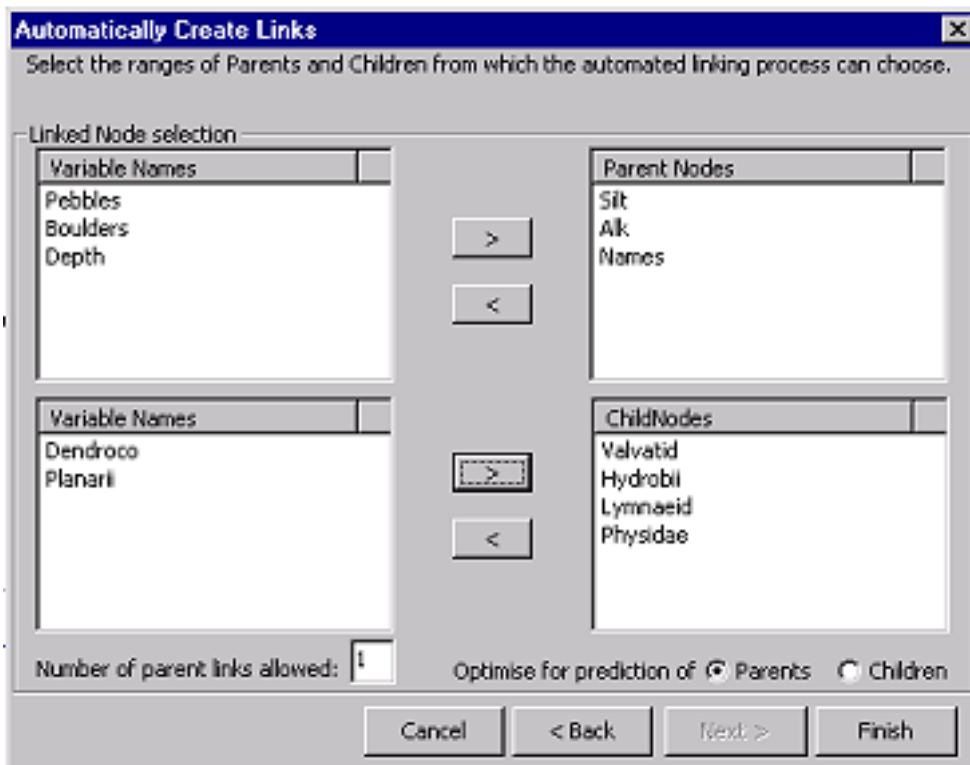 Automatically Create Links
Select the ranges of Parents and Children from which the automated linking process can choose.
Linked Node selection
Variable Names
Pebbles
Boulders
Depth
>
<
Parent Nodes
Silt
Alk
Names
Variable Names
Dendroco
Planarii
>
<
ChildNodes
Valvatid
Hydrobii
Lymnaeid
Physidae
Number of parent links allowed: 1
Optimise for prediction of Parents Children
Cancel
< Back
Next >
Finish